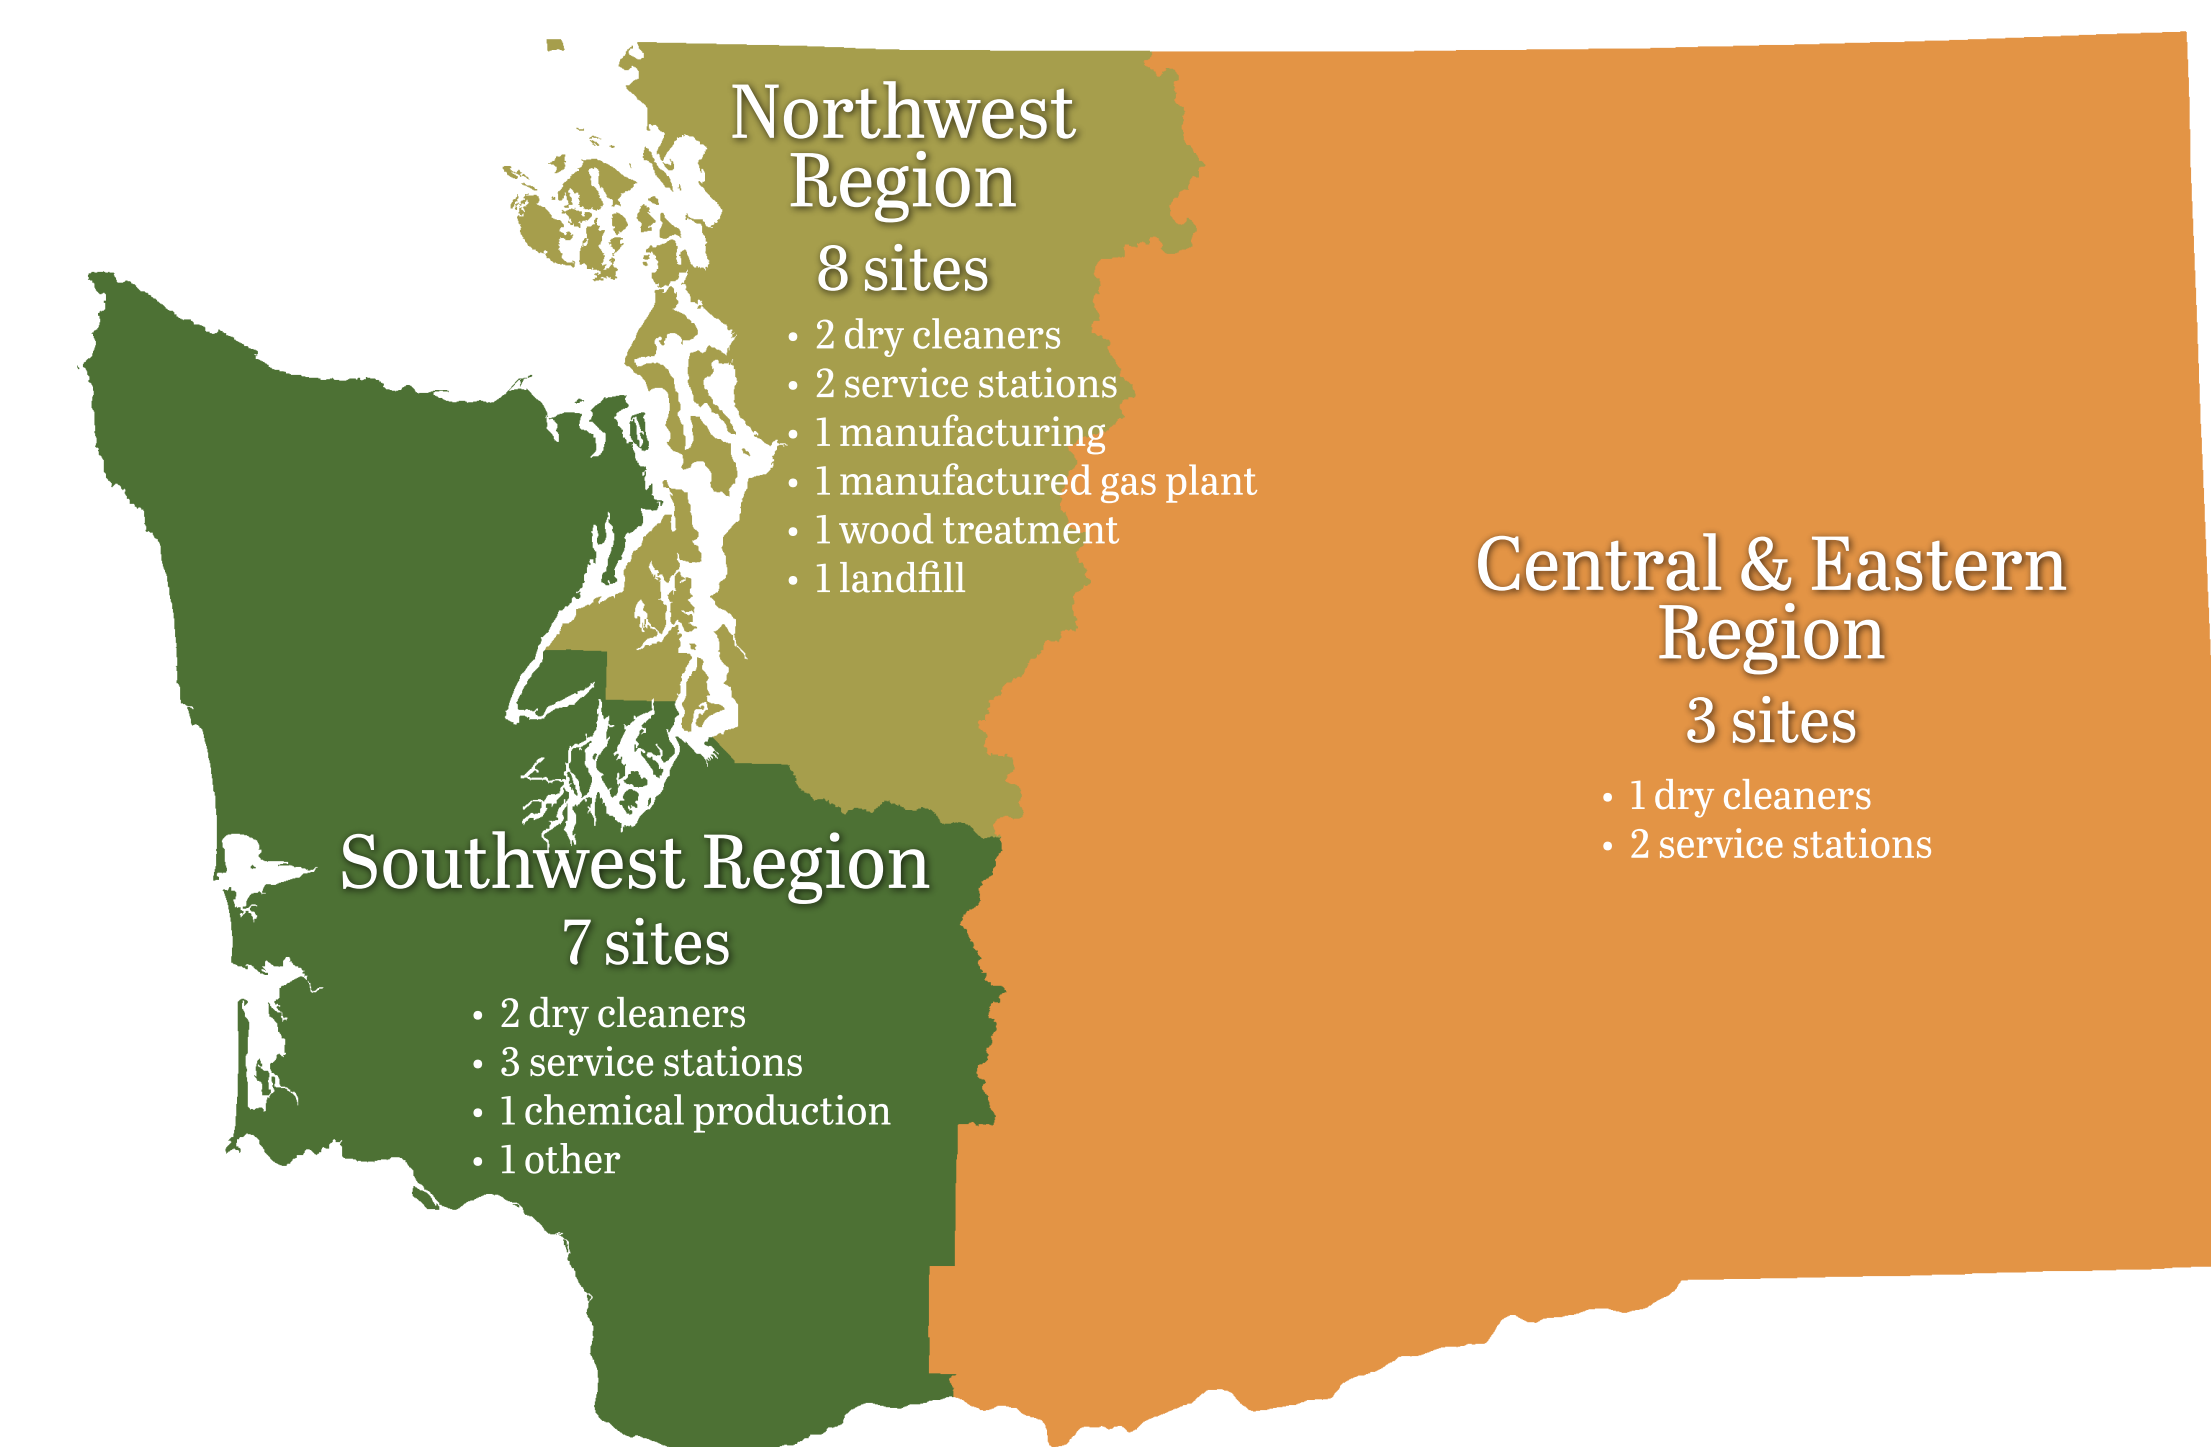 Northwest
Region
8 sites
• 2 dry cleaners
• 2 service stations
• 1 manufacturing
• 1 manufactured gas plant
• 1 wood treatment
• 1 landfill
Central & Eastern
Region
3 sites
• 1 dry cleaners
• 2 service stations
Southwest Region
7 sites
• 2 dry cleaners
• 3 service stations
• 1 chemical production
• 1 other